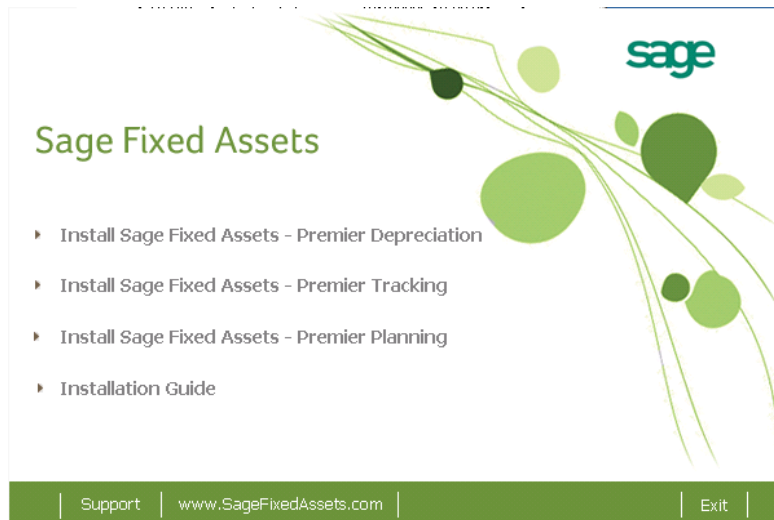 sage
Sage Fixed Assets
Install Sage Fixed Assets - Premier Depreciation
Install Sage Fixed Assets - Premier Tracking
Install Sage Fixed Assets - Premier Planning
Installation Guide
Support
www.SageFixedAssets.com
Exit